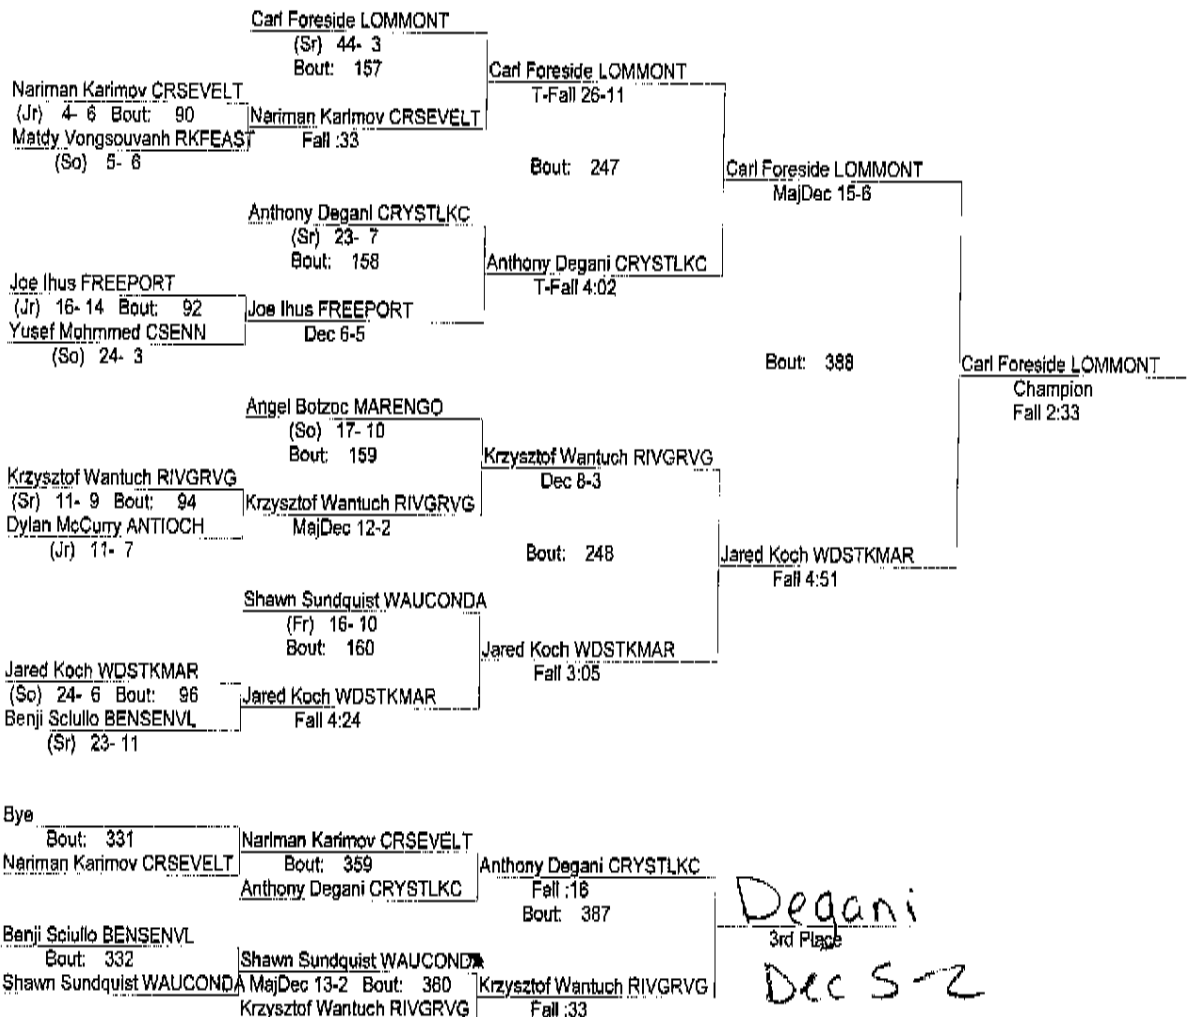 Carl Foreside LOMMONT
(Sr) 44- 3
Bout: 157
Carl Foreside LOMMONT
T-Fall 26-11
Nariman Karimov CRSEVELT
(Jr) 4- 6 Bout: 90
Nariman Karimov CRSEVELT
Fall :33
Matdy Vongsouvanh RKFEAST
(So) 5- 6
Bout: 247
Carl Foreside LOMMONT
MajDec 15-6
Anthony Degani CRYSTLKC
(Sr) 23- 7
Bout: 158
Anthony Degani CRYSTLKC
T-Fall 4:02
Joe Ihus FREEPORT
(Jr) 16- 14 Bout: 92
Joe Ihus FREEPORT
Dec 6-5
Yusef Mohmmed CSENN
(So) 24- 3
Bout: 388
Carl Foreside LOMMONT
Champion
Fall 2:33
Angel Botzoc MARENGO
(So) 17- 10
Bout: 159
Krzysztof Wantuch RIVGRVG
Dec 8-3
Krzysztof Wantuch RIVGRVG
(Sr) 11- 9 Bout: 94
Krzysztof Wantuch RIVGRVG
MajDec 12-2
Dylan McCurry ANTIOCH
(Jr) 11- 7
Bout: 248
Jared Koch WDSTKMAR
Fall 4:51
Shawn Sundquist WAUCONDA
(Fr) 16- 10
Bout: 160
Jared Koch WDSTKMAR
Fall 3:05
Jared Koch WDSTKMAR
(So) 24- 6 Bout: 96
Jared Koch WDSTKMAR
Fall 4:24
Benji Sciullo BENSENVL
(Sr) 23- 11
Bye
Bout: 331
Nariman Karimov CRSEVELT
Nariman Karimov CRSEVELT
Bout: 359
Anthony Degani CRYSTLKC
Anthony Degani CRYSTLKC
Fall :16
Bout: 387
Degani
3rd Place
Dec 5-2
Benji Sciullo BENSENVL
Bout: 332
Shawn Sundquist WAUCONDA
Shawn Sundquist WAUCONDA
MajDec 13-2 Bout: 360
Krzysztof Wantuch RIVGRVG
Krzysztof Wantuch RIVGRVG
Fall :33